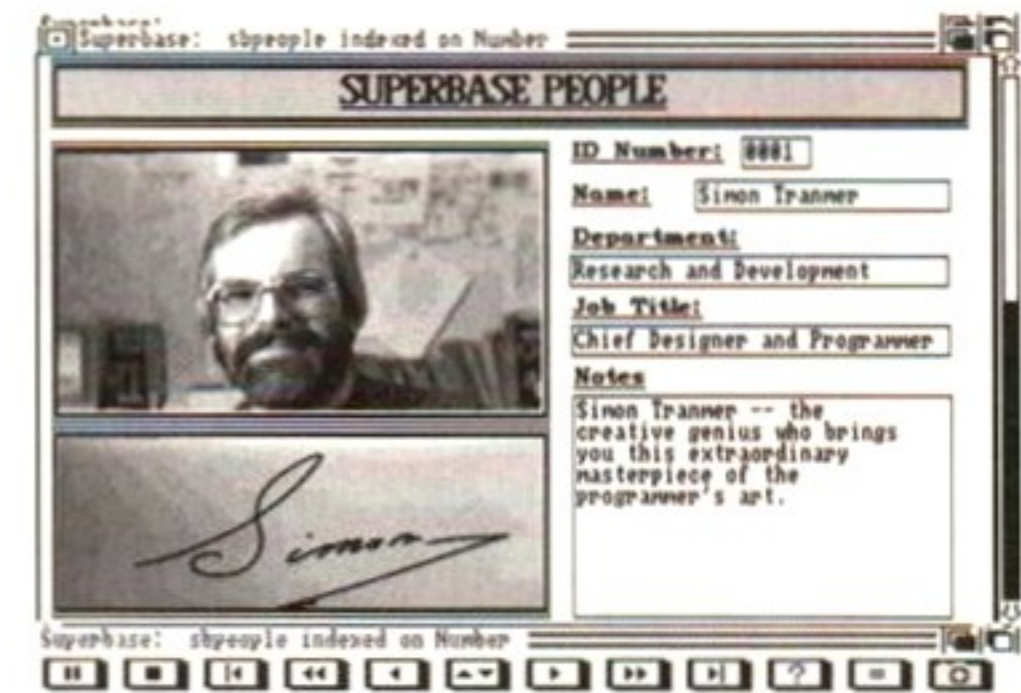 Superbase:
Superbase: sbpeople indexed on Number
SUPERBASE PEOPLE
ID Number: 0001
Name: Simon Tranmer
Department:
Research and Development
Job Title:
Chief Designer and Programmer
Notes
Simon Tranmer -- the
creative genius who brings
you this extraordinary
masterpiece of the
programmer's art.
Simon
Superbase: sbpeople indexed on Number